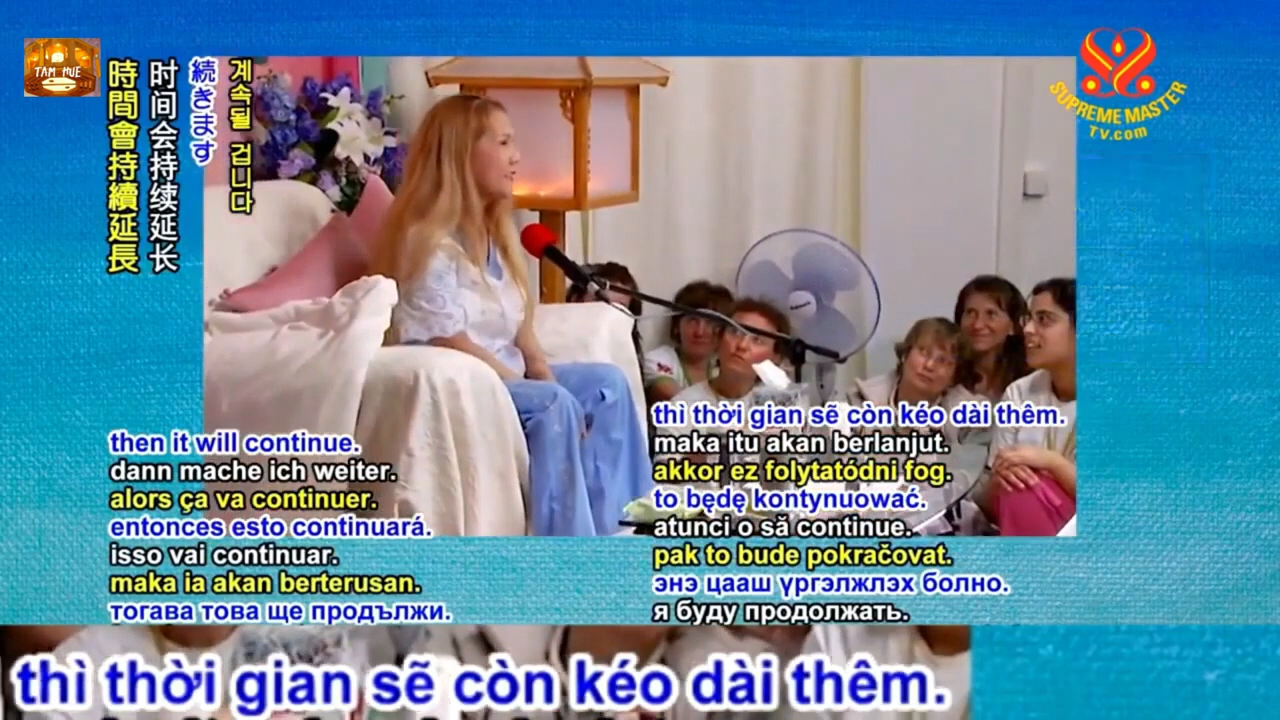 TAM HUE
時間會持續延長
时间会持续延长
続きます
계속될 겁니다
SUPREME MASTER
TV.com
then it will continue.
dann mache ich weiter.
alors ça va continuer.
entonces esto continuará.
isso vai continuar.
maka ia akan berterusan.
тогава това ще продължи.
thì thời gian sẽ còn kéo dài thêm.
maka itu akan berlanjut.
akkor ez folytatódni fog.
to będę kontynuować.
atunci o să continue.
pak to bude pokračovat.
энэ цааш үргэлжлэх болно.
я буду продолжать.
thì thời gian sẽ còn kéo dài thêm.